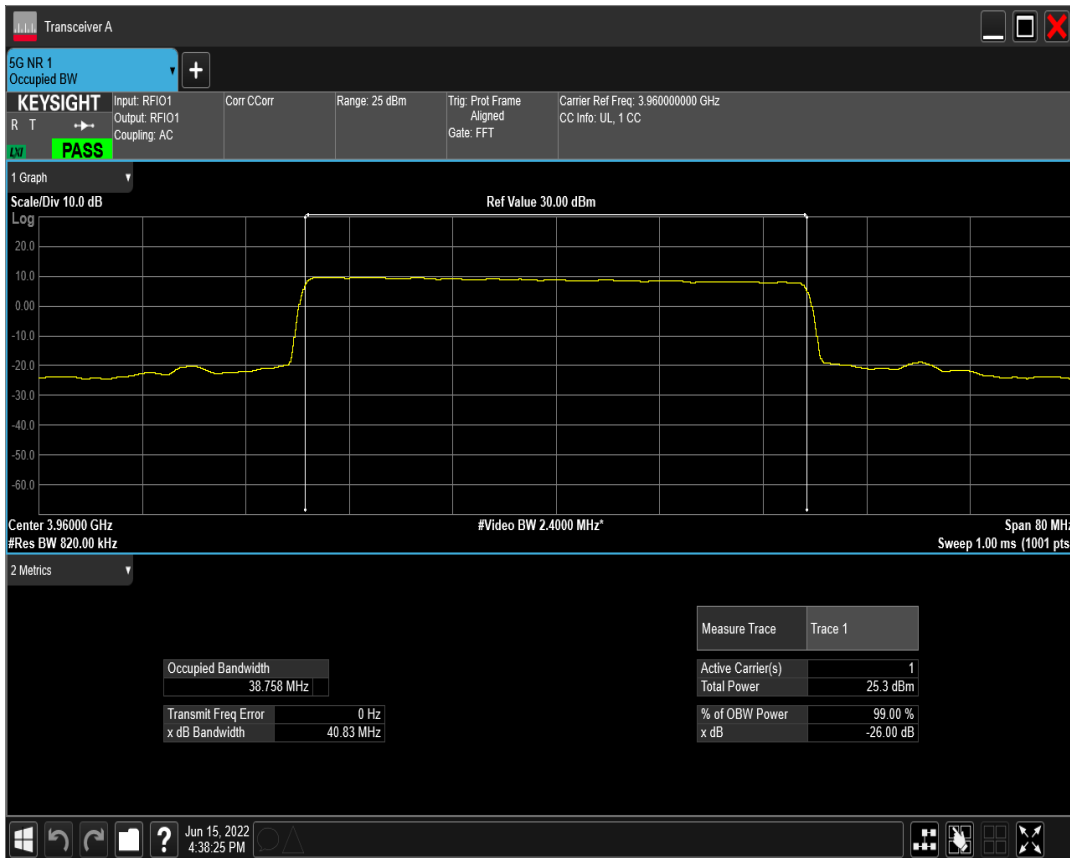 Transceiver A
5G NR 1
Occupied BW
+
KEYSIGHT
R T
LXI
PASS
Input: RFIO1
Output: RFIO1
Coupling: AC
Corr CCorr
Range: 25 dBm
Trig: Prot Frame
Aligned
Gate: FFT
Carrier Ref Freq: 3.960000000 GHz
CC Info: UL, 1 CC
1 Graph
Scale/Div 10.0 dB
Ref Value 30.00 dBm
Log
20.0
10.0
0.00
-10.0
-20.0
-30.0
-40.0
-50.0
-60.0
Center 3.96000 GHz
#Video BW 2.4000 MHz*
Span 80 MHz
#Res BW 820.00 kHz
Sweep 1.00 ms (1001 pts
2 Metrics
Measure Trace Trace 1
Occupied Bandwidth
38.758 MHz
Active Carrier(s) 1
Total Power 25.3 dBm
Transmit Freq Error 0 Hz
x dB Bandwidth 40.83 MHz
% of OBW Power 99.00 %
x dB -26.00 dB
?
Jun 15, 2022
4:38:25 PM